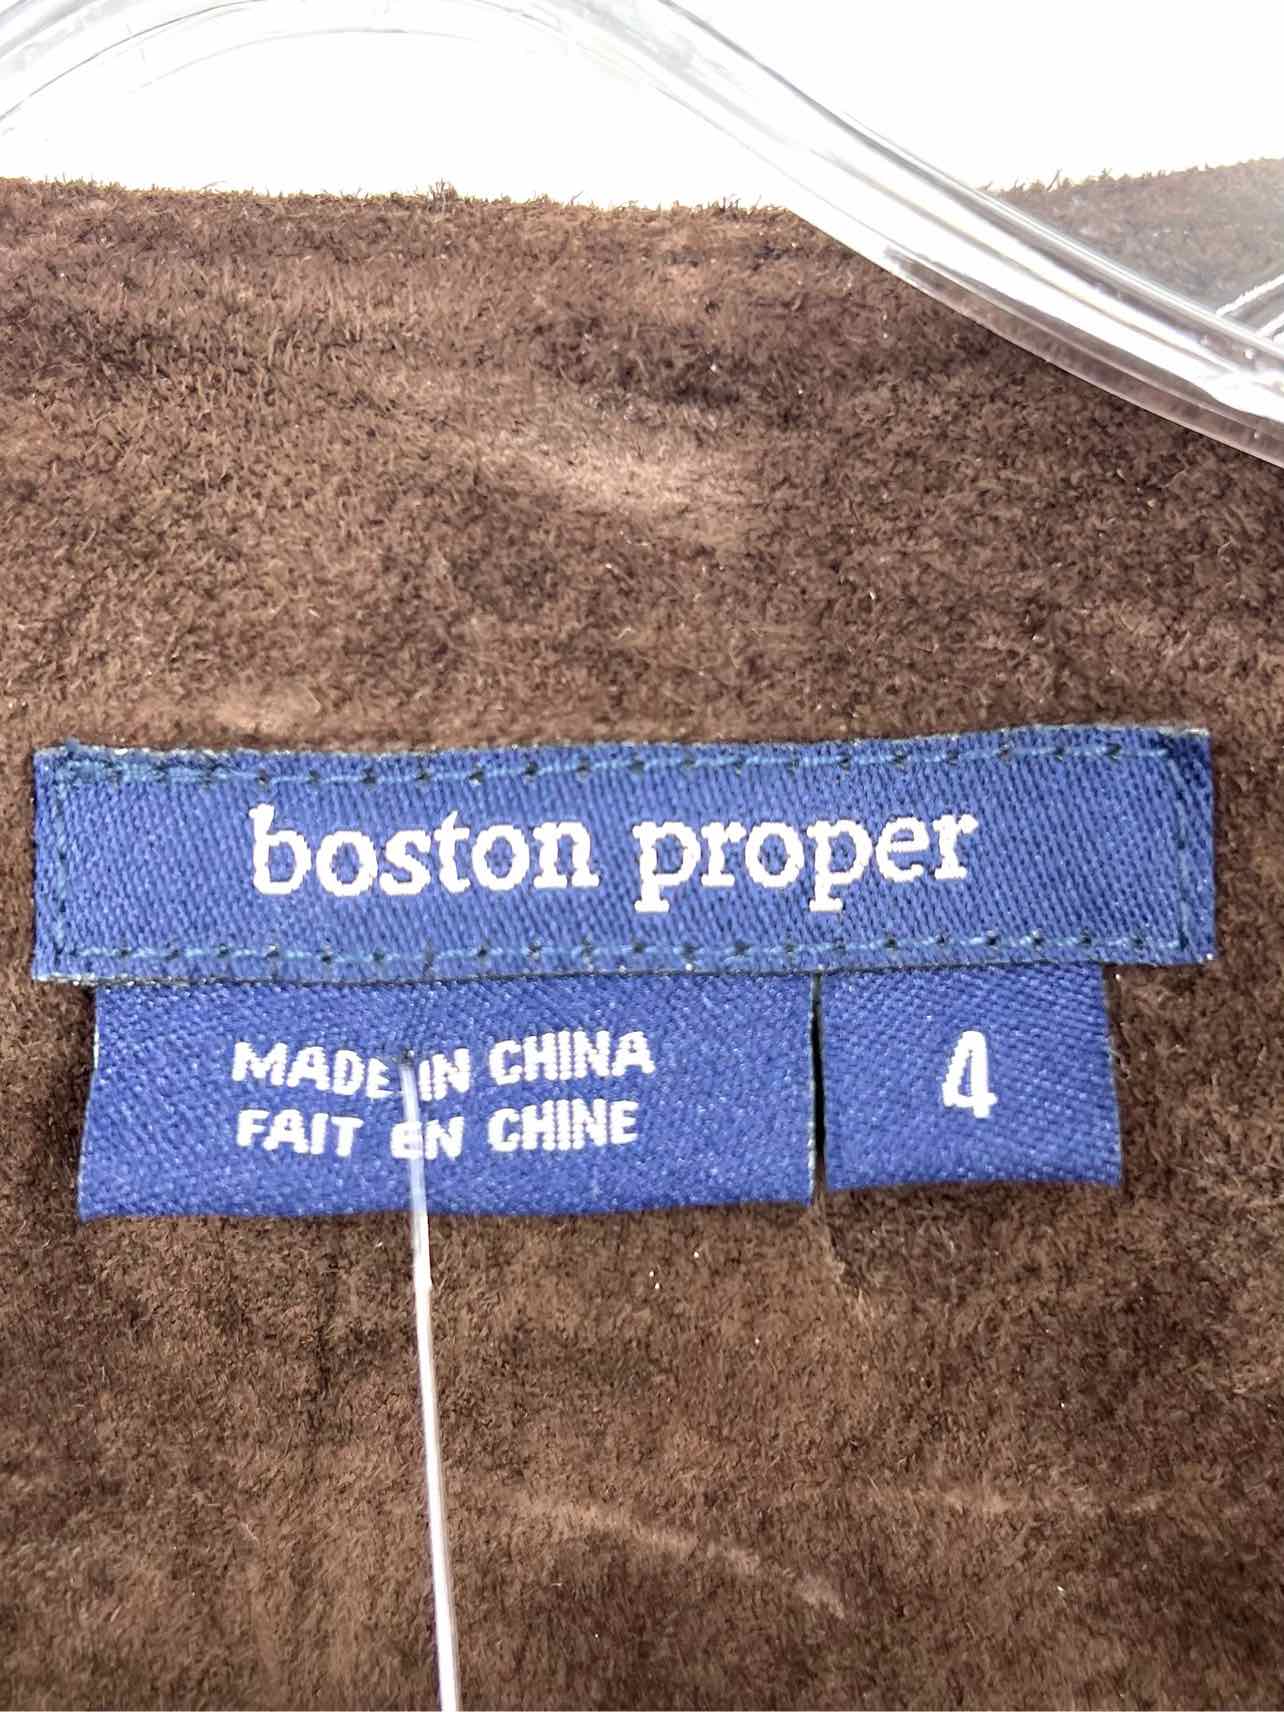 boston proper
MADE IN CHINA
FAIT EN CHINE
4